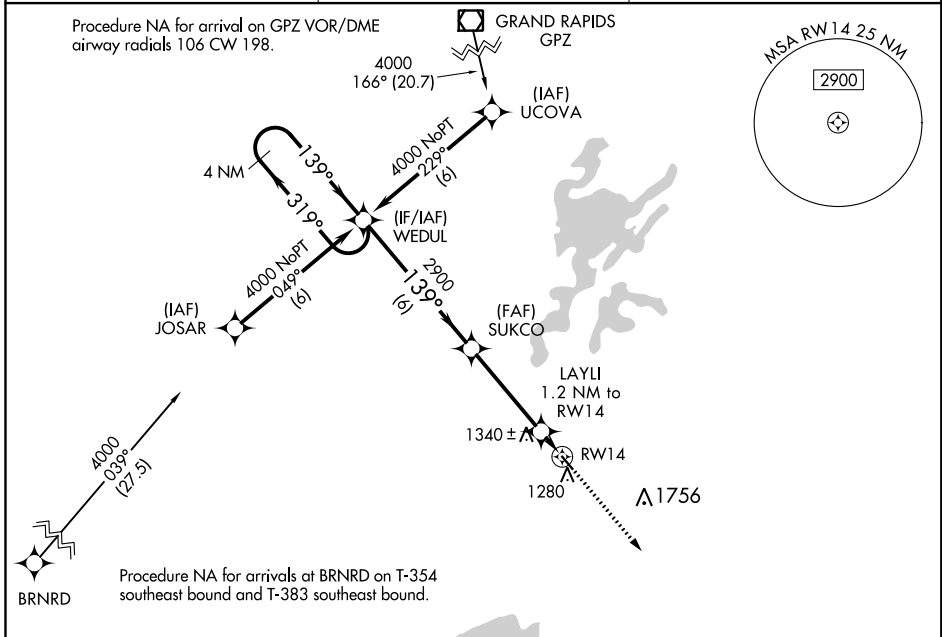 Procedure NA for arrival on GPZ VOR/DME
airway radials 106 CW 198.
GRAND RAPIDS
GPZ
4000
166° (20.7)
(IAF)
UCOVA
MSA RW14 25 NM
2900
4000 NoPT
229°
(6)
4 NM
139°
319°
(IF/IAF)
WEDUL
4000 NoPT
049°
(6)
2900
139°
(6)
(IAF)
JOSAR
(FAF)
SUKCO
LAYLI
1.2 NM to
RW14
1340 ±
RW14
1280
1756
4000
039°
(27.5)
BRNRD
Procedure NA for arrivals at BRNRD on T-354
southeast bound and T-383 southeast bound.